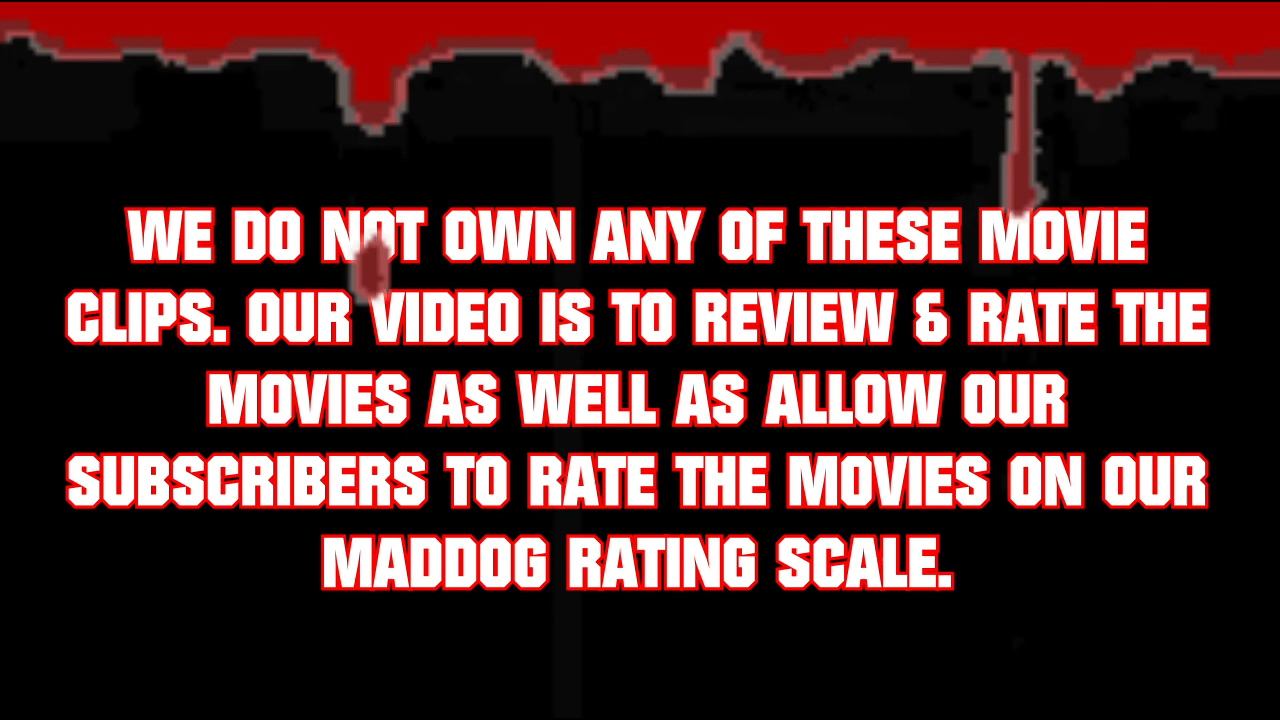 WE DO NOT OWN ANY OF THESE MOVIE
CLIPS. OUR VIDEO IS TO REVIEW & RATE THE
MOVIES AS WELL AS ALLOW OUR
SUBSCRIBERS TO RATE THE MOVIES ON OUR
MADDOG RATING SCALE.